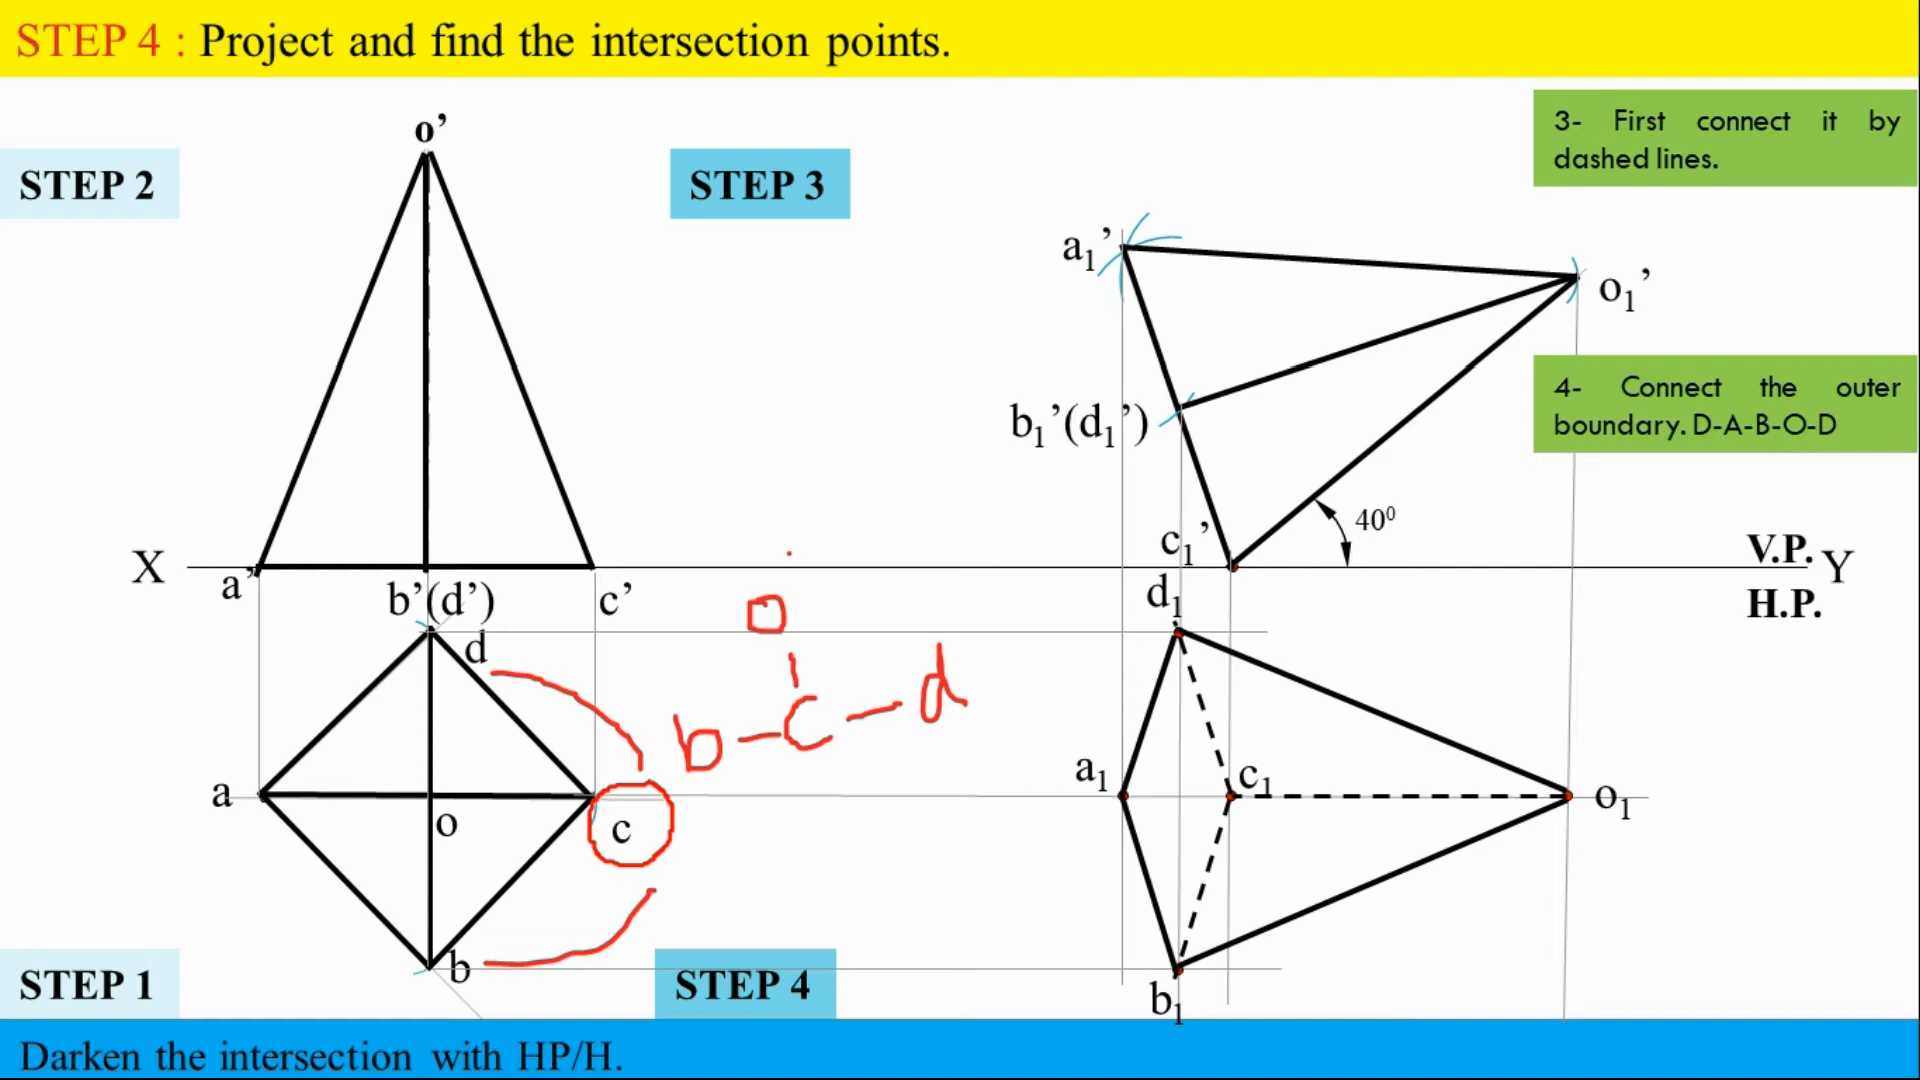 STEP 4 : Project and find the intersection points.
3- First connect it by
dashed lines.
o’
STEP 2
STEP 3
a₁’
o₁’
4- Connect the outer
boundary. D-A-B-O-D
b₁’(d₁’)
40⁰
c₁’
X
V.P.
Y
H.P.
a’
b’(d’)
c’
d₁
o
d
b-c-d
a
o
c
a₁
c₁
o₁
b
STEP 1
STEP 4
b₁
Darken the intersection with HP/H.